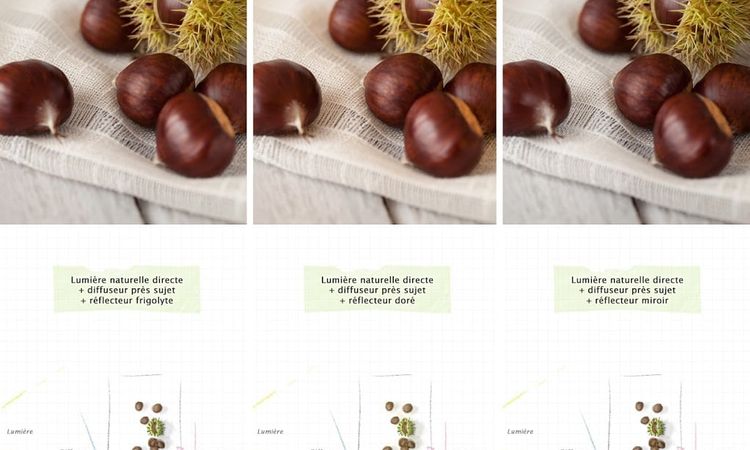 Lumière naturelle directe
+ diffuseur près sujet
+ réflecteur frigolyte
Lumière naturelle directe
+ diffuseur près sujet
+ réflecteur doré
Lumière naturelle directe
+ diffuseur près sujet
+ réflecteur miroir
Lumière
Lumière
Lumière